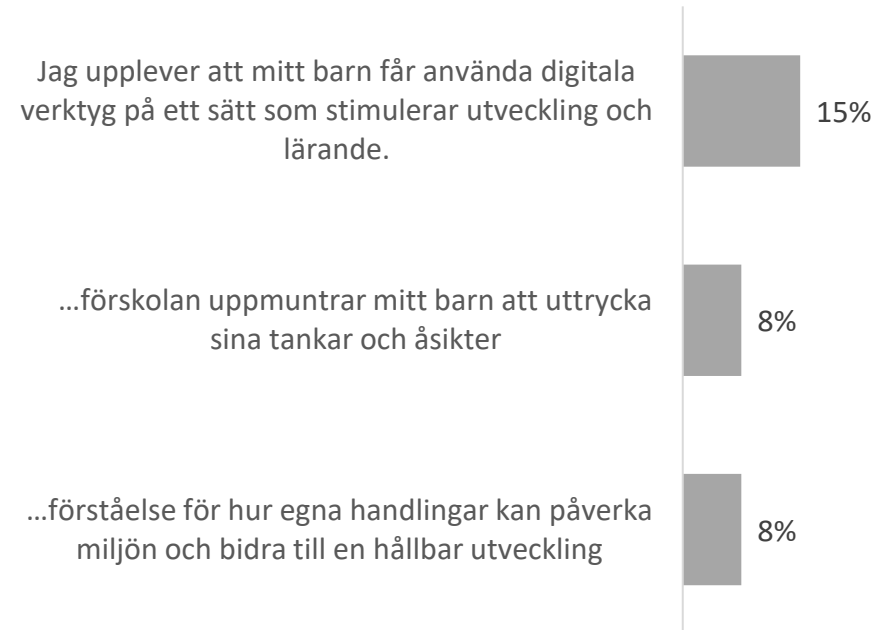 Jag upplever att mitt barn får använda digitala
verktyg på ett sätt som stimulerar utveckling och
lärande.
15%
…förskolan uppmuntrar mitt barn att uttrycka
sina tankar och åsikter
8%
…förståelse för hur egna handlingar kan påverka
miljön och bidra till en hållbar utveckling
8%